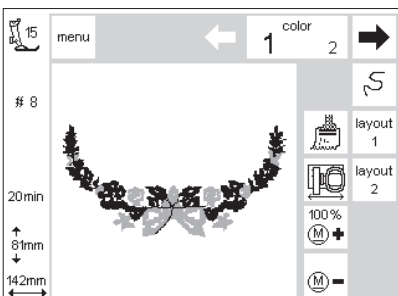 15
menu
color
1 2
# 8
layout
1
layout
2
20min
100%
81mm
M +
142mm
M -